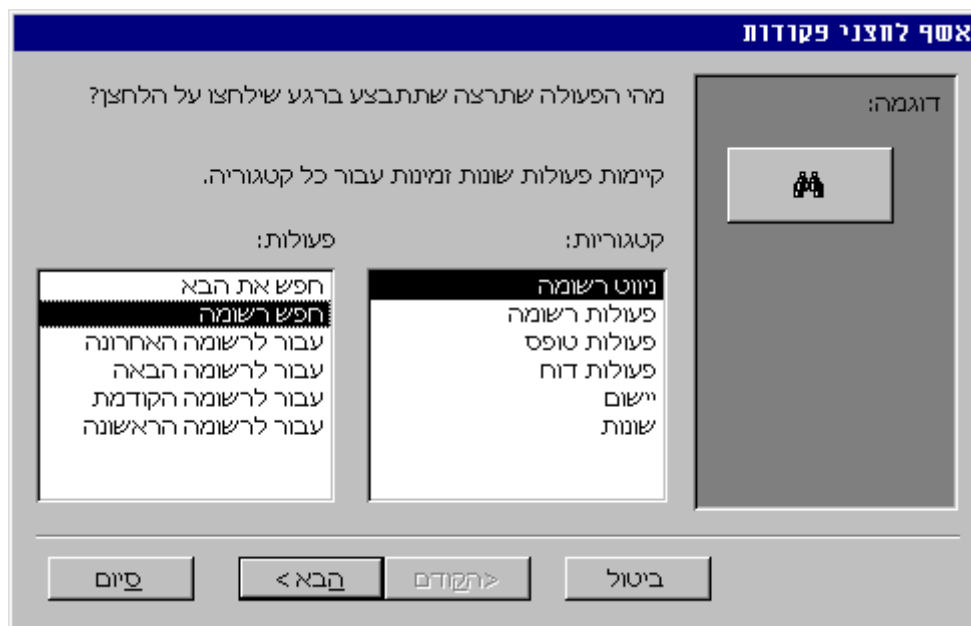 אשף לחצני פקודות
דוגמה:
מהי הפעולה שתרצה שתתבצע ברגע שילחצו על הלחצן?
קיימות פעולות שונות זמינות עבור כל קטגוריה.
קטגוריות:
ניווט רשומה
פעולות רשומה
פעולות טופס
פעולות דוח
יישום
שונות
פעולות:
חפש את הבא
חפש רשומה
עבור לרשומה האחרונה
עבור לרשומה הבאה
עבור לרשומה הקודמת
עבור לרשומה הראשונה
ביטול
<הקודם
הבא>
סיום